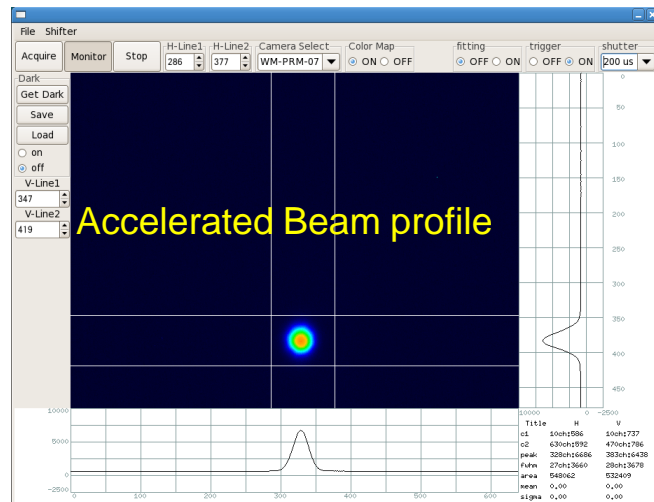 File Shifter
Acquire Monitor Stop H-Line1 H-Line2 Camera Select Color Map fitting trigger shutter
286 377 WM-PRM-07 ON OFF OFF ON OFF ON 200 us
Dark
Get Dark
Save
Load
on
off
V-Line1
347
V-Line2
419
Accelerated Beam profile
0
50
100
150
200
250
300
350
400
450
10000 0 -2500
10000
5000
0
-2500
0 100 200 300 400 500 600
Title H V
c1 10ch;586 10ch;737
c2 630ch;592 470ch;786
peak 328ch;6686 383ch;6438
fwhm 27ch;3660 28ch;3678
area 548062 532409
mean 0,00 0,00
sigma 0,00 0,00